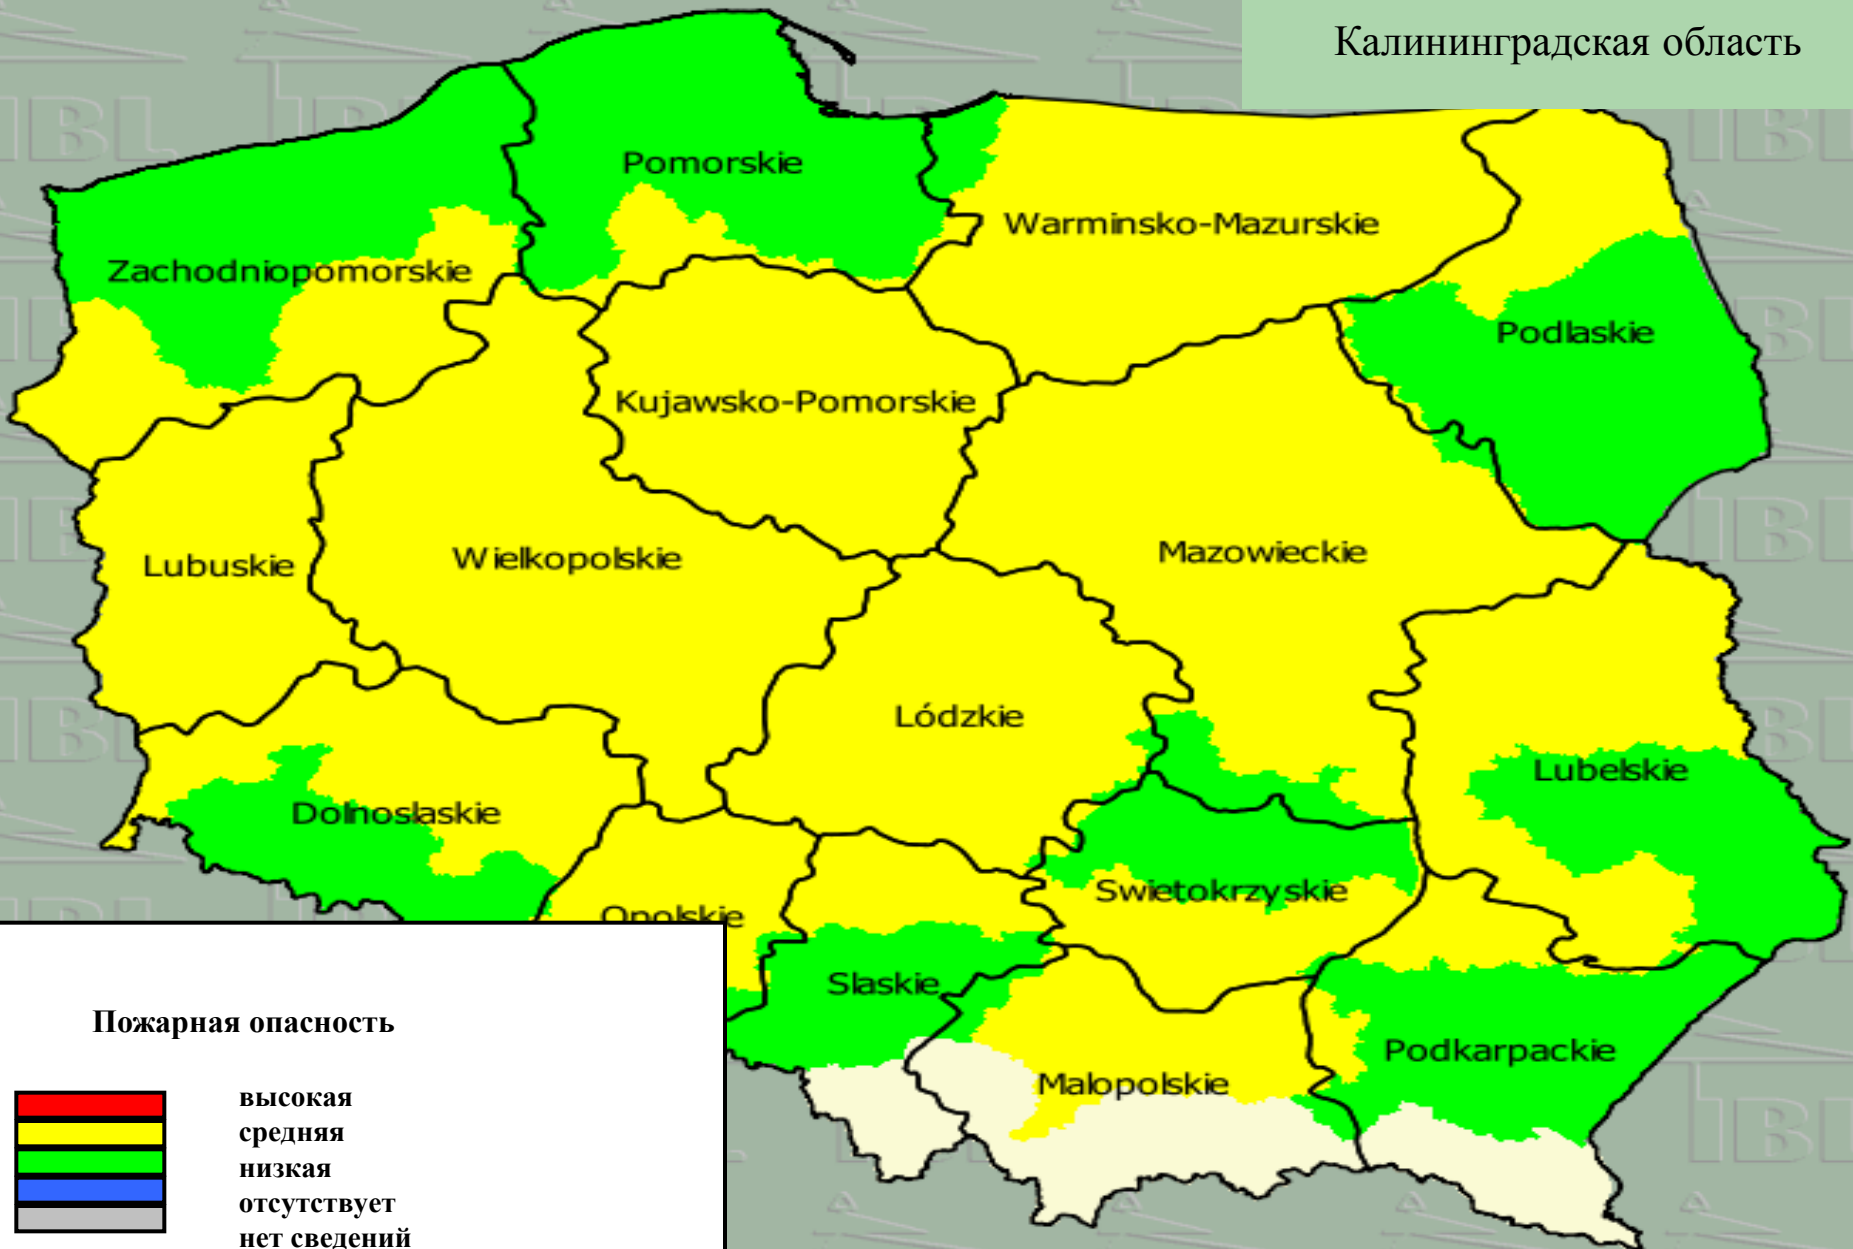 Калининградская область
Pomorskie
Warminsko-Mazurskie
Zachodniopomorskie
Podlaskie
Kujawsko-Pomorskie
Lubuskie
Wielkopolskie
Mazowieckie
Lódzkie
Lubelskie
Dolnoslaskie
Swietokrzyskie
Opolskie
Slaskie
Podkarpackie
Malopolskie
Пожарная опасность
высокая
средняя
низкая
отсутствует
нет сведений
IBL